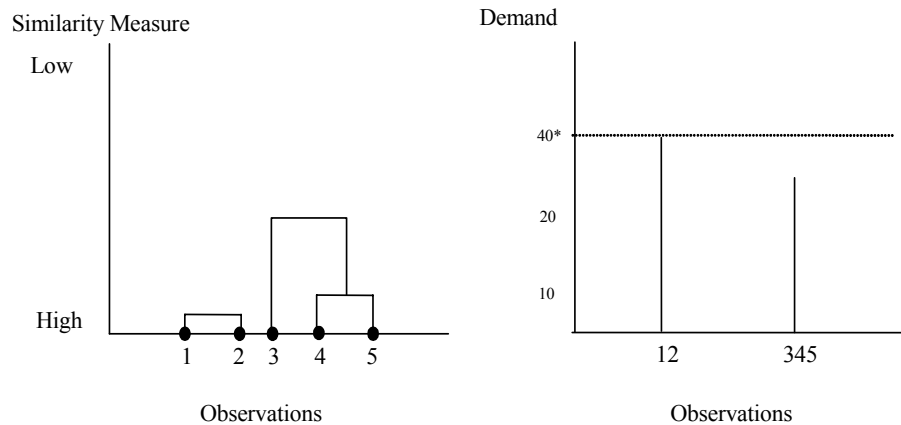 Similarity Measure
Low
High
1 2 3 4 5
Observations
Demand
40*
20
10
12 345
Observations